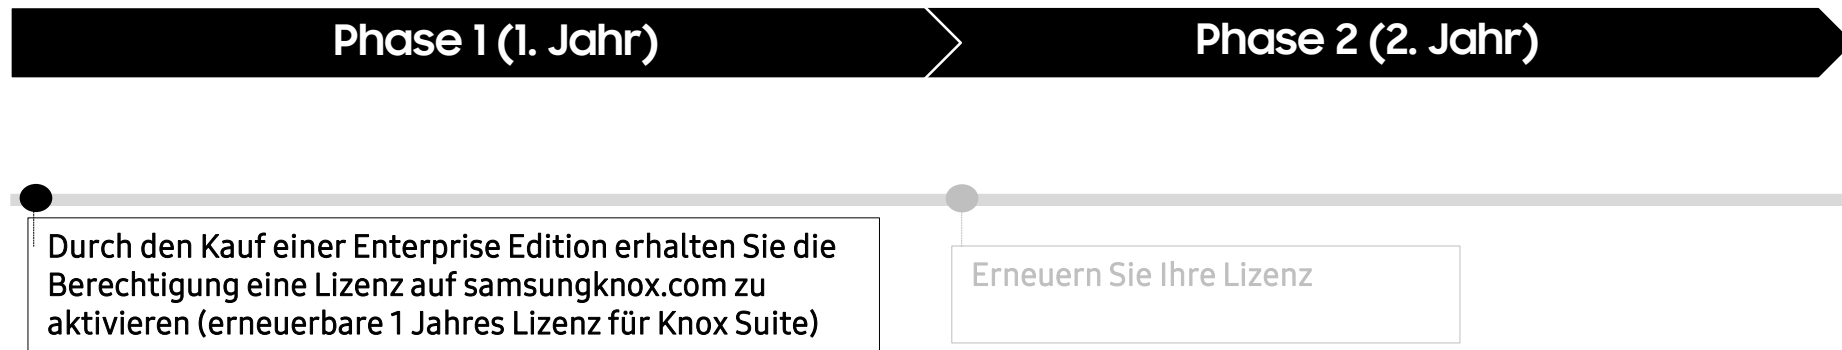 Phase 1 (1. Jahr)
Phase 2 (2. Jahr)
Durch den Kauf einer Enterprise Edition erhalten Sie die
Berechtigung eine Lizenz auf samsungknox.com zu
aktivieren (erneuerbare 1 Jahres Lizenz für Knox Suite)
Erneuern Sie Ihre Lizenz